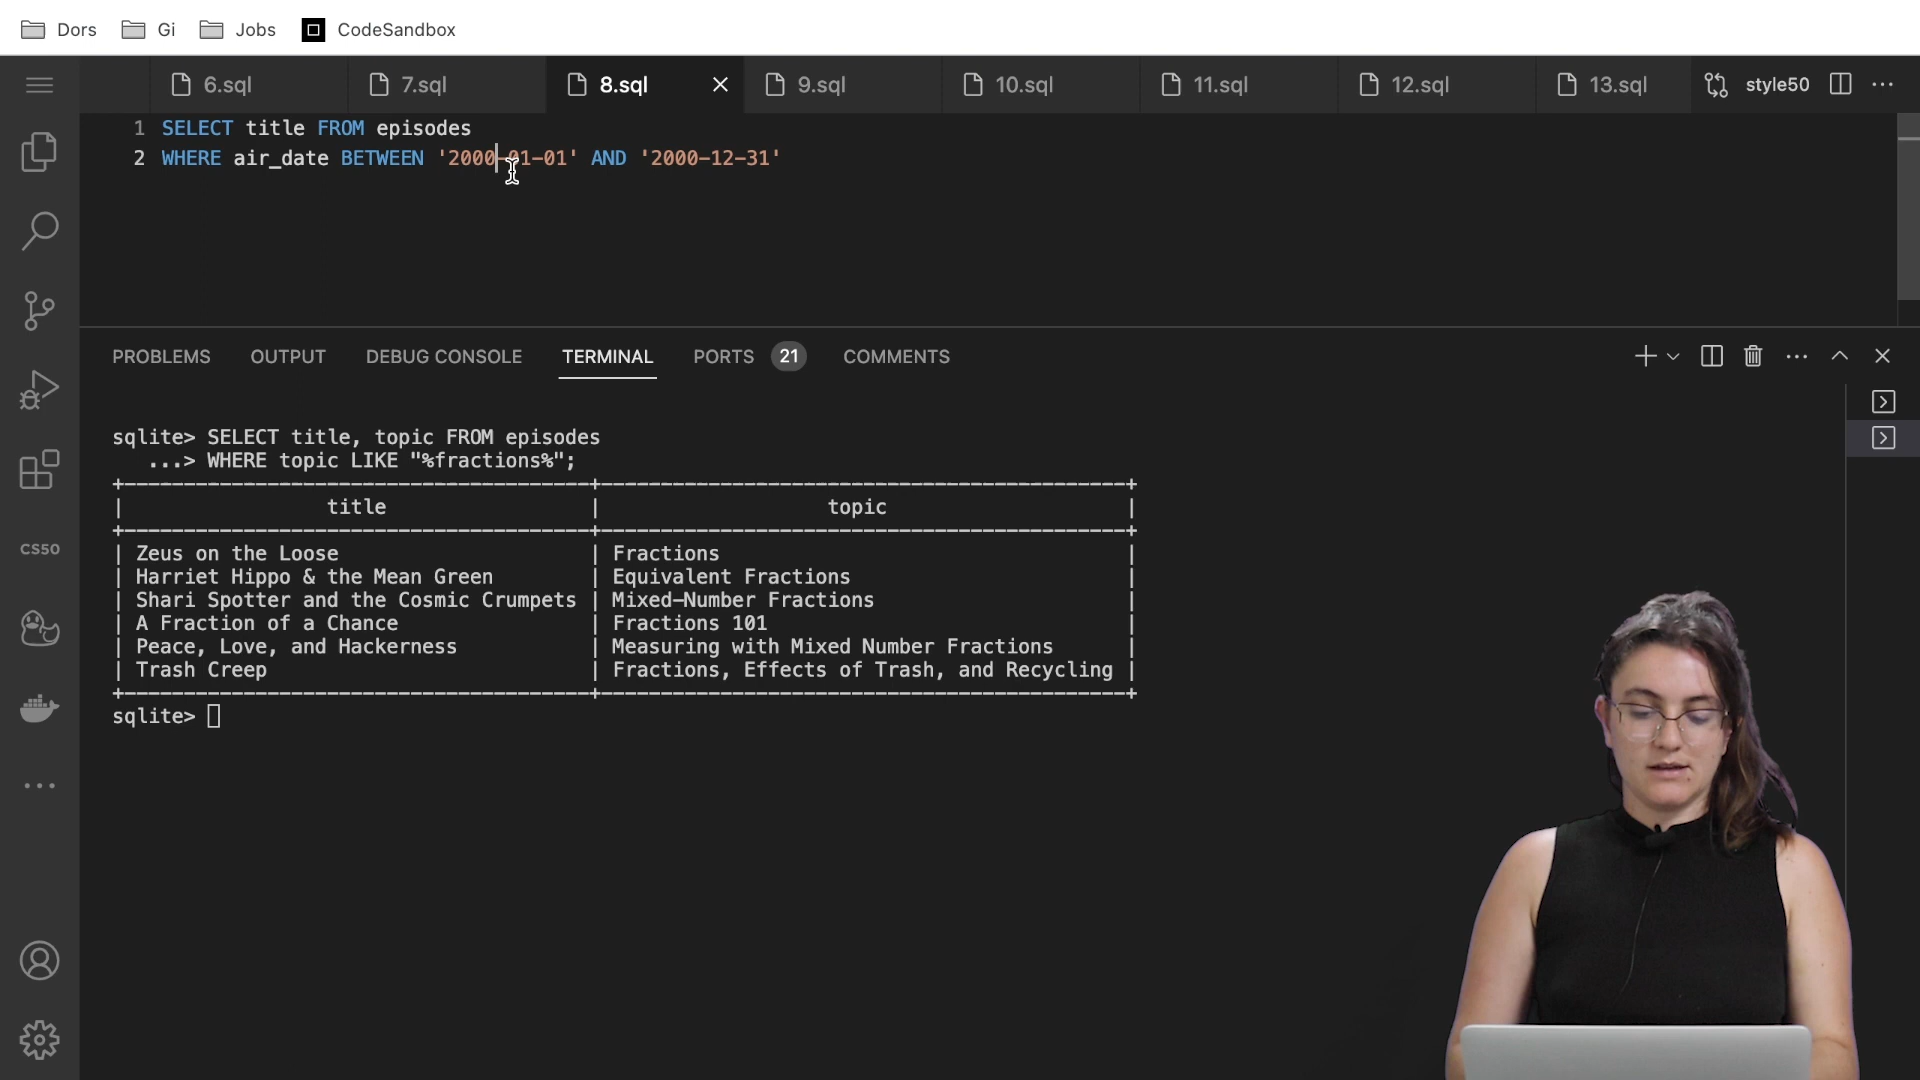 Dors Gi Jobs CodeSandbox
6.sql 7.sql 8.sql 9.sql 10.sql 11.sql 12.sql 13.sql style50
1 SELECT title FROM episodes
2 WHERE air_date BETWEEN '2000-01-01' AND '2000-12-31'
PROBLEMS OUTPUT DEBUG CONSOLE TERMINAL PORTS 21 COMMENTS
sqlite> SELECT title, topic FROM episodes
...> WHERE topic LIKE "%fractions%";
title topic
Zeus on the Loose Fractions
Harriet Hippo & the Mean Green Equivalent Fractions
Shari Spotter and the Cosmic Crumpets Mixed-Number Fractions
A Fraction of a Chance Fractions 101
Peace, Love, and Hackerness Measuring with Mixed Number Fractions
Trash Creep Fractions, Effects of Trash, and Recycling
sqlite>
CS50